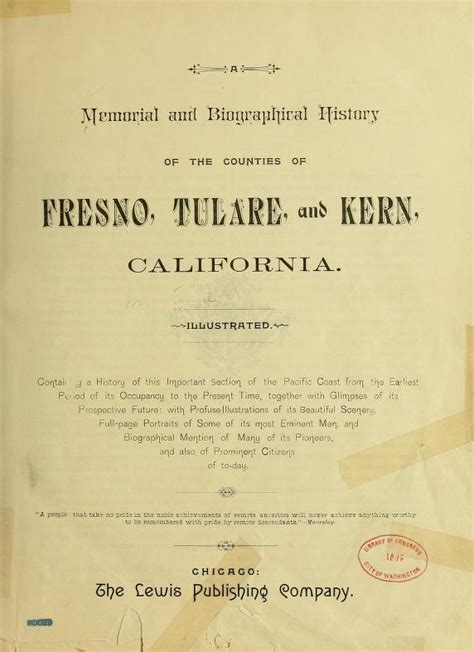 A
Memorial and Biographical History
OF THE COUNTIES OF
FRESNO, TULARE, and KERN,
CALIFORNIA.
ILLUSTRATED.
Containing a History of this Important Section of the Pacific Coast from the Earliest
Period of its Occupancy to the Present Time, together with Glimpses of its
Prospective Future; with Profuse Illustrations of its Beautiful Scenery,
Full-page Portraits of Some of its most Eminent Men, and
Biographical Mention of Many of its Pioneers,
and also of Prominent Citizens
of to-day.
"A people that take no pride in the noble achievements of remote ancestors will never achieve anything worthy
to be remembered with pride by remote descendants."—Macaulay.
LIBRARY OF CONGRESS
CITY OF WASHINGTON
CHICAGO:
The Lewis Publishing Company.
INDEXED